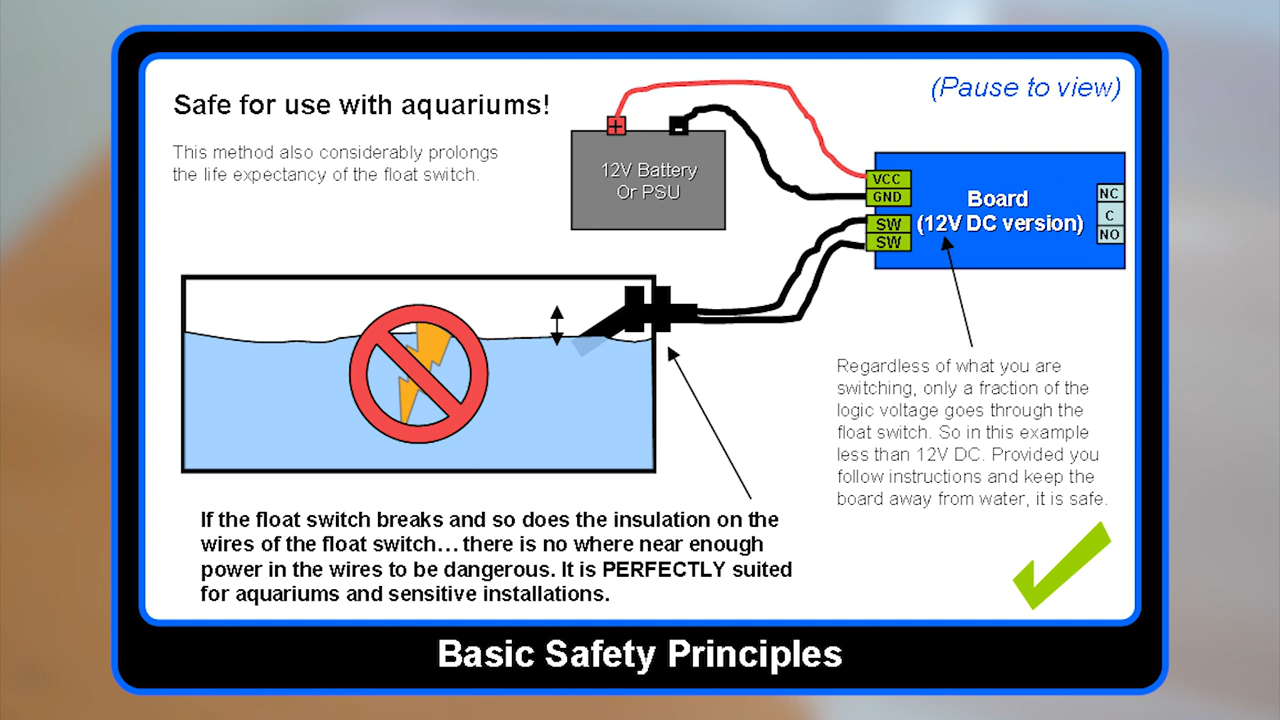 Safe for use with aquariums!
(Pause to view)
This method also considerably prolongs
the life expectancy of the float switch.
+
-
12V Battery
Or PSU
VCC
GND
SW
SW
Board
(12V DC version)
NC
C
NO
Regardless of what you are
switching, only a fraction of the
logic voltage goes through the
float switch. So in this example
less than 12V DC. Provided you
follow instructions and keep the
board away from water, it is safe.
If the float switch breaks and so does the insulation on the
wires of the float switch...there is no where near enough
power in the wires to be dangerous. It is PERFECTLY suited
for aquariums and sensitive installations.
Basic Safety Principles